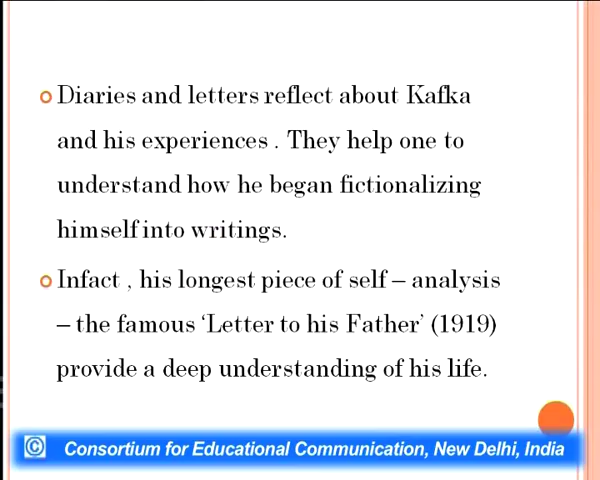 Diaries and letters reflect about Kafka
and his experiences . They help one to
understand how he began fictionalizing
himself into writings.
Infact , his longest piece of self – analysis
– the famous ‘Letter to his Father’ (1919)
provide a deep understanding of his life.
© Consortium for Educational Communication, New Delhi, India